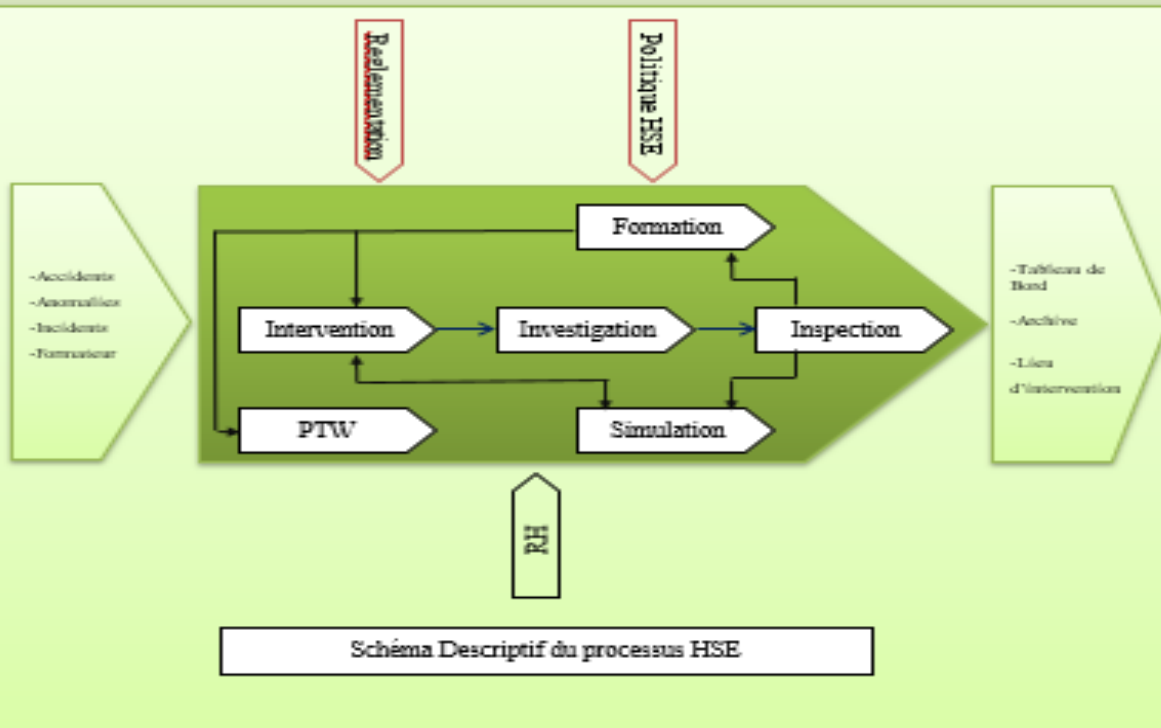 Reglementation
Politique HSE
-Accidents
-Anomalies
-Incidents
-Formateur
Formation
Intervention
Investigation
Inspection
PTW
Simulation
-Tableau de
Bord
-Archive
-Lieu
d'intervention
RH
Schéma Descriptif du processus HSE